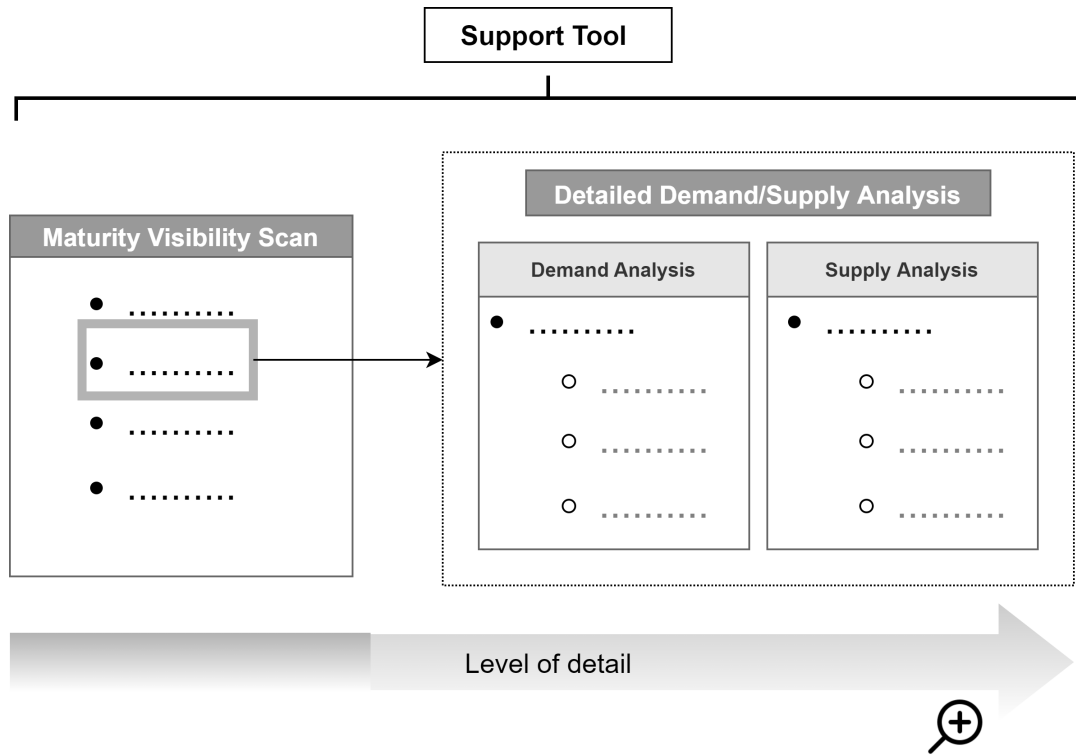 Support Tool
Detailed Demand/Supply Analysis
Maturity Visibility Scan
Demand Analysis
Supply Analysis
• ..........
• ..........
• ..........
• ..........
• ..........
○ ..........
○ ..........
○ ..........
• ..........
○ ..........
○ ..........
○ ..........
Level of detail